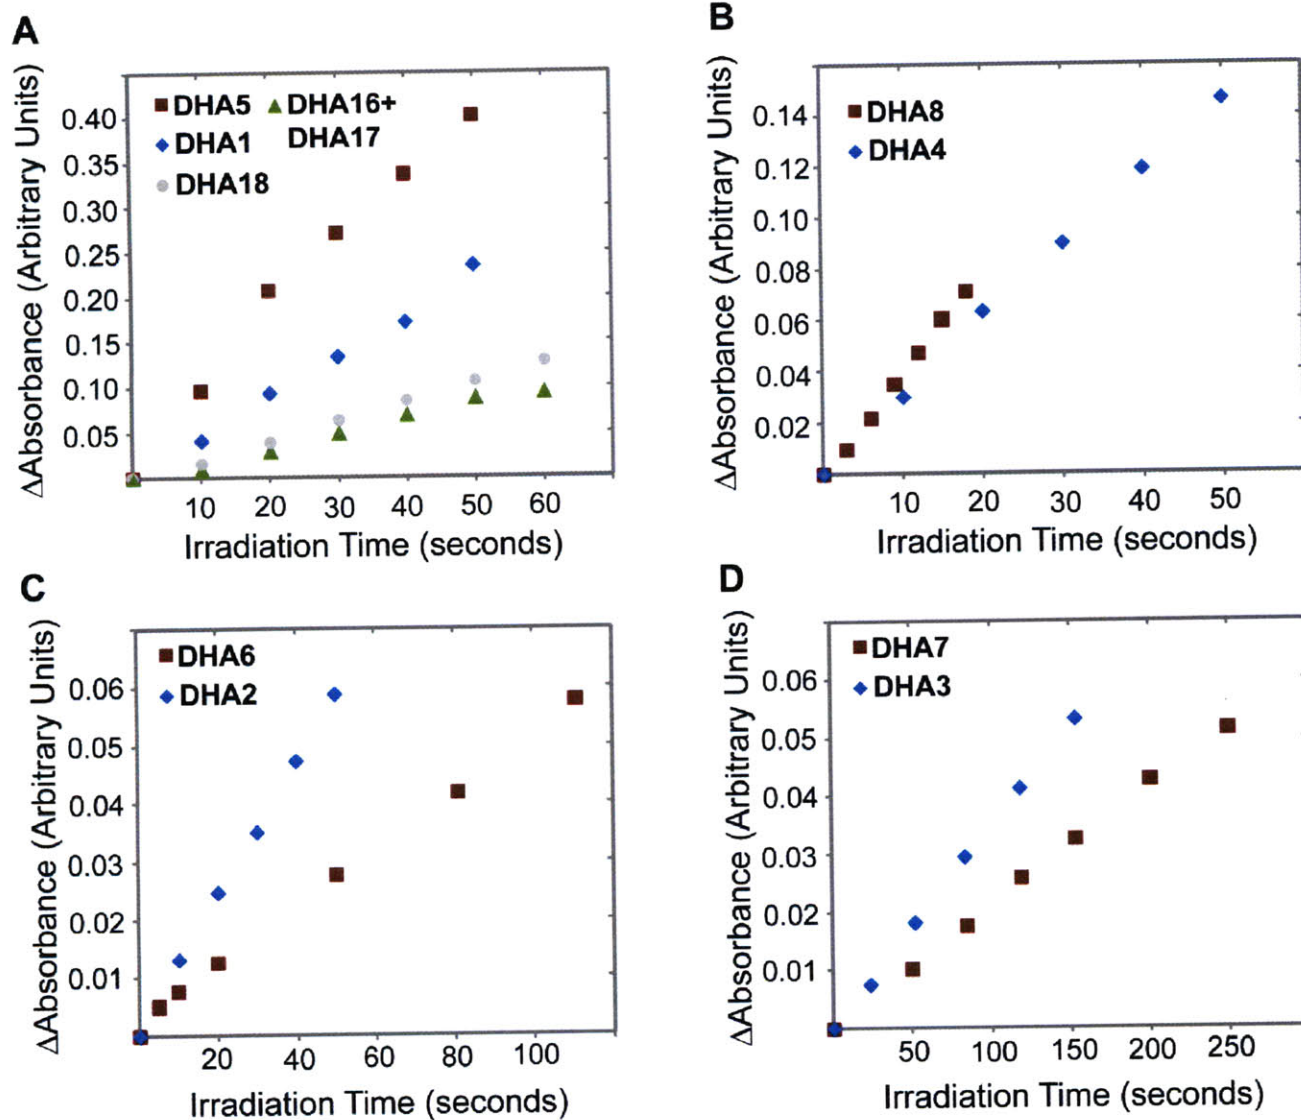 A
ΔAbsorbance (Arbitrary Units)
DHA5 DHA16+
DHA1 DHA17
DHA18
0.40
0.35
0.30
0.25
0.20
0.15
0.10
0.05
10 20 30 40 50 60
Irradiation Time (seconds)
B
ΔAbsorbance (Arbitrary Units)
DHA8
DHA4
0.14
0.12
0.10
0.08
0.06
0.04
0.02
10 20 30 40 50
Irradiation Time (seconds)
C
ΔAbsorbance (Arbitrary Units)
DHA6
DHA2
0.06
0.05
0.04
0.03
0.02
0.01
20 40 60 80 100
Irradiation Time (seconds)
D
ΔAbsorbance (Arbitrary Units)
DHA7
DHA3
0.06
0.05
0.04
0.03
0.02
0.01
50 100 150 200 250
Irradiation Time (seconds)